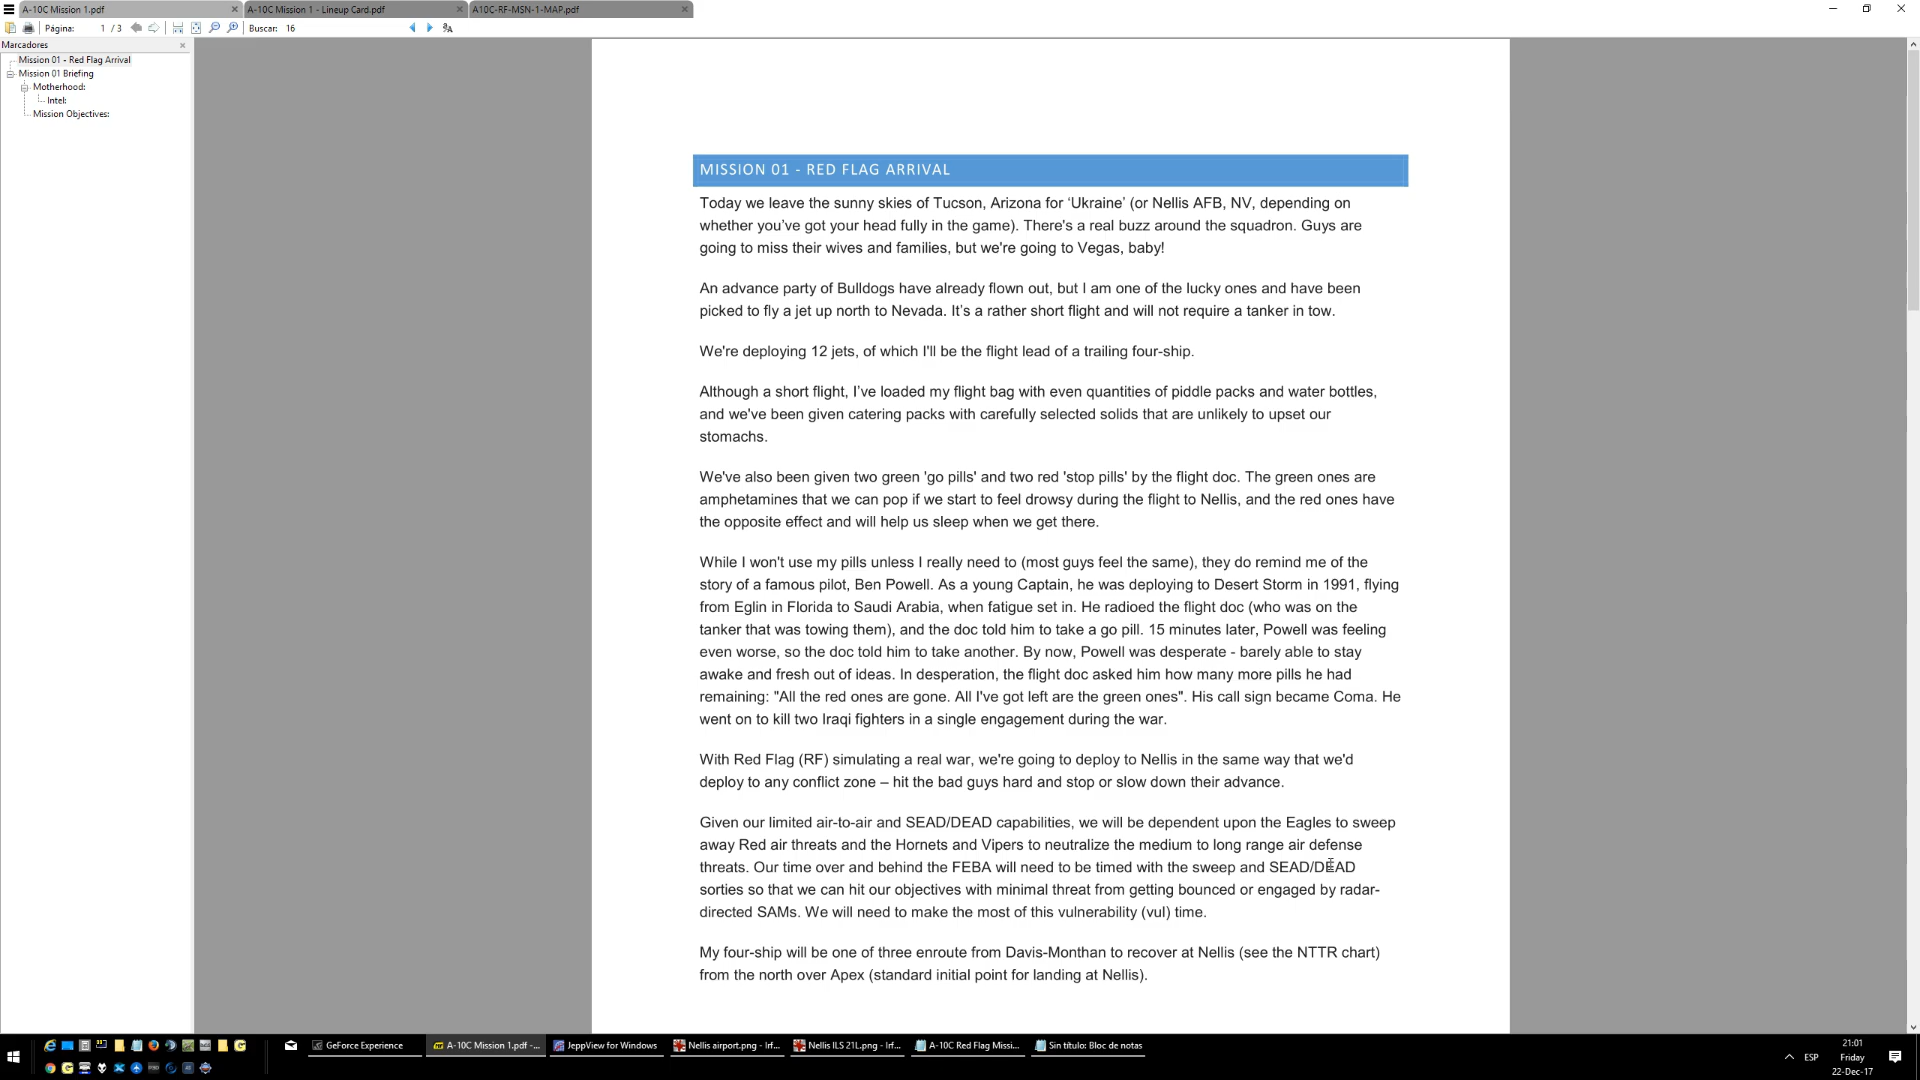 A-10C Mission 1.pdf
A-10C Mission 1 - Lineup Card.pdf
A10C-RF-MSN-1-MAP.pdf
Página: 1 / 3
Buscar: 16
Marcadores
Mission 01 - Red Flag Arrival
Mission 01 Briefing
Motherhood:
Intel:
Mission Objectives:
MISSION 01 - RED FLAG ARRIVAL
Today we leave the sunny skies of Tucson, Arizona for ‘Ukraine’ (or Nellis AFB, NV, depending on
whether you’ve got your head fully in the game). There's a real buzz around the squadron. Guys are
going to miss their wives and families, but we're going to Vegas, baby!
An advance party of Bulldogs have already flown out, but I am one of the lucky ones and have been
picked to fly a jet up north to Nevada. It’s a rather short flight and will not require a tanker in tow.
We're deploying 12 jets, of which I'll be the flight lead of a trailing four-ship.
Although a short flight, I’ve loaded my flight bag with even quantities of piddle packs and water bottles,
and we've been given catering packs with carefully selected solids that are unlikely to upset our
stomachs.
We've also been given two green 'go pills' and two red 'stop pills' by the flight doc. The green ones are
amphetamines that we can pop if we start to feel drowsy during the flight to Nellis, and the red ones have
the opposite effect and will help us sleep when we get there.
While I won't use my pills unless I really need to (most guys feel the same), they do remind me of the
story of a famous pilot, Ben Powell. As a young Captain, he was deploying to Desert Storm in 1991, flying
from Eglin in Florida to Saudi Arabia, when fatigue set in. He radioed the flight doc (who was on the
tanker that was towing them), and the doc told him to take a go pill. 15 minutes later, Powell was feeling
even worse, so the doc told him to take another. By now, Powell was desperate - barely able to stay
awake and fresh out of ideas. In desperation, the flight doc asked him how many more pills he had
remaining: "All the red ones are gone. All I've got left are the green ones". His call sign became Coma. He
went on to kill two Iraqi fighters in a single engagement during the war.
With Red Flag (RF) simulating a real war, we're going to deploy to Nellis in the same way that we'd
deploy to any conflict zone – hit the bad guys hard and stop or slow down their advance.
Given our limited air-to-air and SEAD/DEAD capabilities, we will be dependent upon the Eagles to sweep
away Red air threats and the Hornets and Vipers to neutralize the medium to long range air defense
threats. Our time over and behind the FEBA will need to be timed with the sweep and SEAD/DEAD
sorties so that we can hit our objectives with minimal threat from getting bounced or engaged by radar-
directed SAMs. We will need to make the most of this vulnerability (vul) time.
My four-ship will be one of three enroute from Davis-Monthan to recover at Nellis (see the NTTR chart)
from the north over Apex (standard initial point for landing at Nellis).
GeForce Experience
A-10C Mission 1.pdf -...
JeppView for Windows
Nellis airport.png - Irf...
Nellis ILS 21L.png - Irf...
A-10C Red Flag Missi...
Sin título: Bloc de notas
ESP
21:01
Friday
22-Dec-17